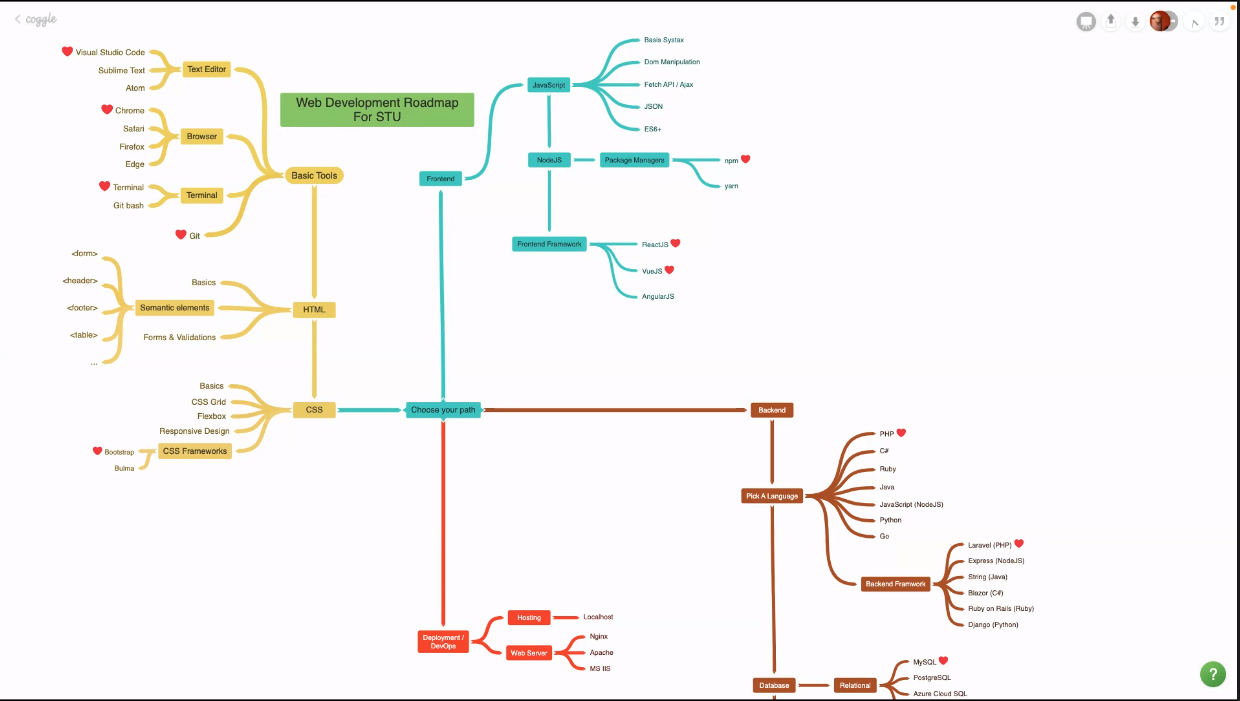 coggle
Web Development Roadmap
For STU
Visual Studio Code
Sublime Text
Atom
Text Editor
Chrome
Safari
Firefox
Edge
Browser
Terminal
Git bash
Terminal
Git
Basic Tools
<form>
<header>
<footer>
<table>
...
Semantic elements
Basics
Forms & Validations
HTML
Basics
CSS Grid
Flexbox
Responsive Design
CSS Frameworks
Bootstrap
Bulma
CSS
Choose your path
Frontend
JavaScript
Basis Systax
Dom Manipulation
Fetch API / Ajax
JSON
ES6+
NodeJS
Package Managers
npm
yarn
Frontend Framework
ReactJS
VueJS
AngularJS
Backend
Pick A Language
PHP
C#
Ruby
Java
JavaScript (NodeJS)
Python
Go
Backend Framwork
Laravel (PHP)
Express (NodeJS)
String (Java)
Blazor (C#)
Ruby on Rails (Ruby)
Django (Python)
Database
Relational
MySQL
PostgreSQL
Azure Cloud SQL
Deployment /
DevOps
Hosting
Localhost
Web Server
Nginx
Apache
MS IIS
?